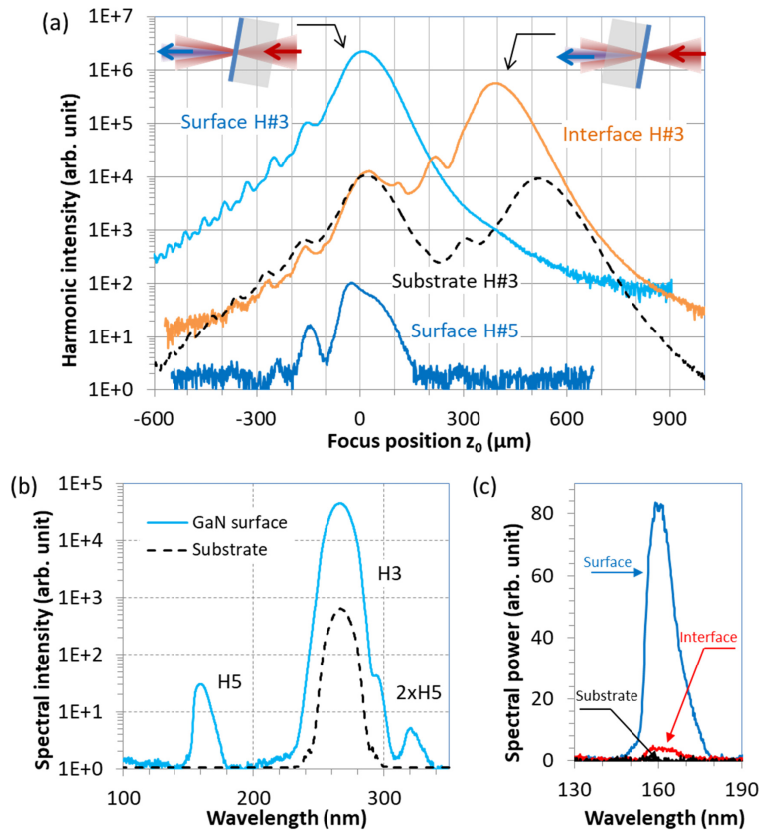 (a)
Harmonic intensity (arb. unit)
1E+7
1E+6
1E+5
1E+4
1E+3
1E+2
1E+1
1E+0
Surface H#3
Interface H#3
Substrate H#3
Surface H#5
-600 -300 0 300 600 900
Focus position z₀ (µm)
(b)
Spectral intensity (arb. unit)
1E+5
1E+4
1E+3
1E+2
1E+1
1E+0
GaN surface
Substrate
H3
H5
2xH5
100 200 300
Wavelength (nm)
(c)
Spectral power (arb. unit)
80
60
40
20
0
Surface
Interface
Substrate
130 160 190
Wavelength (nm)